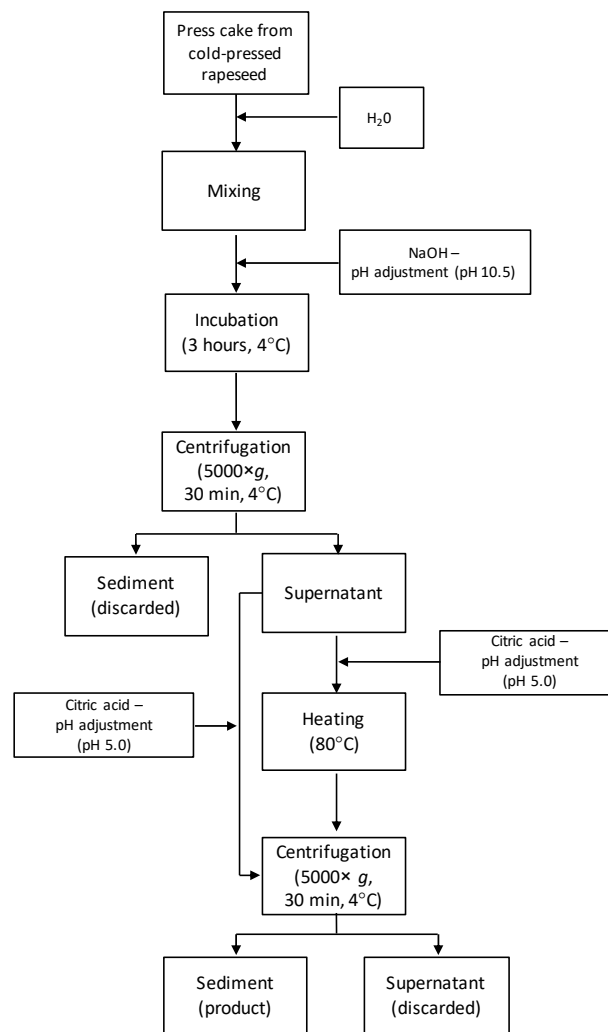 Press cake from
cold-pressed
rapeseed
H₂0
Mixing
NaOH –
pH adjustment (pH 10.5)
Incubation
(3 hours, 4°C)
Centrifugation
(5000×g,
30 min, 4°C)
Sediment
(discarded)
Supernatant
Citric acid –
pH adjustment
(pH 5.0)
Citric acid –
pH adjustment
(pH 5.0)
Heating
(80°C)
Centrifugation
(5000× g,
30 min, 4°C)
Sediment
(product)
Supernatant
(discarded)